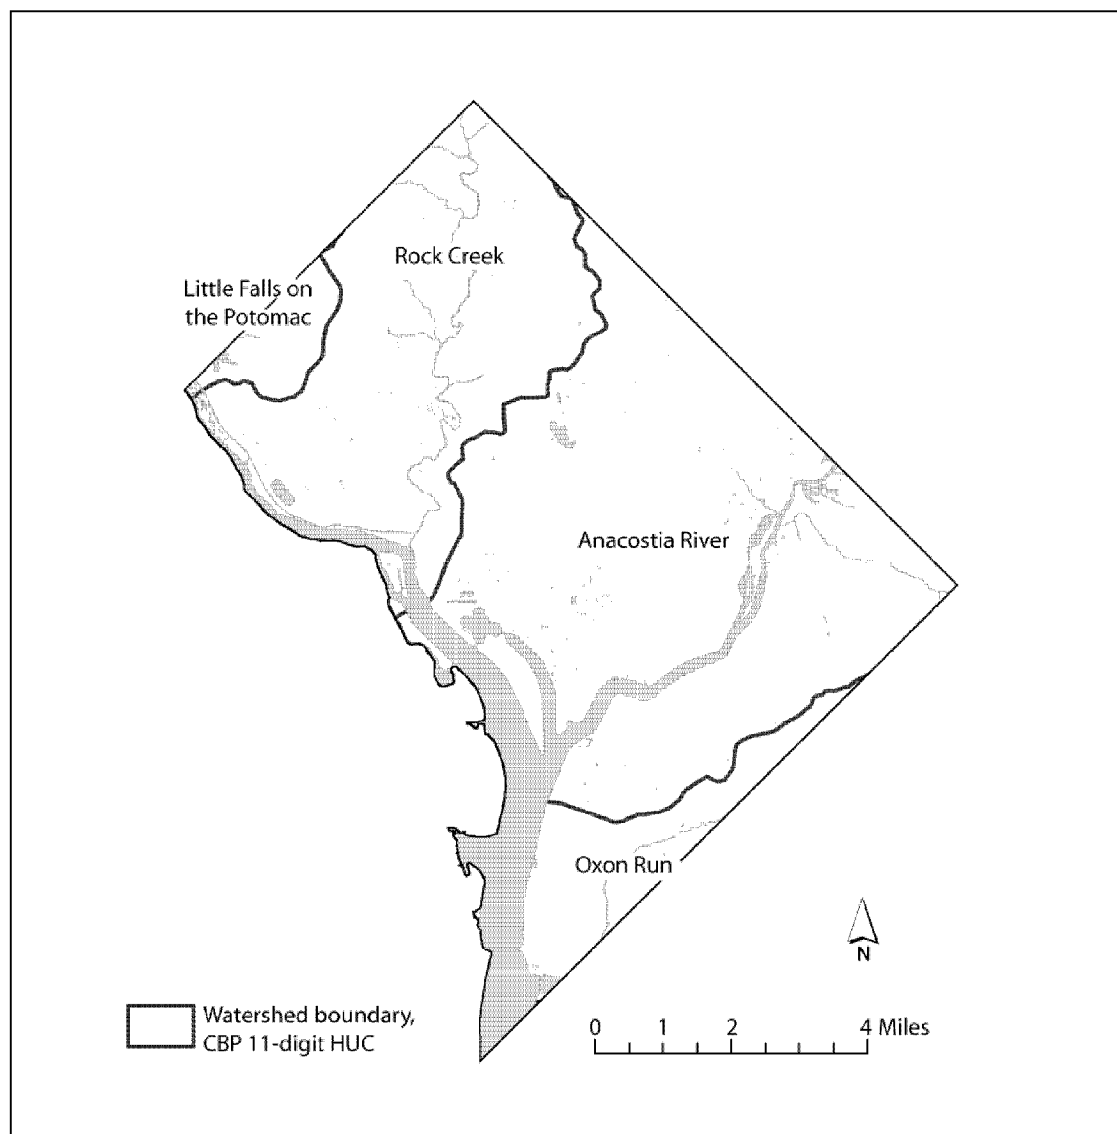 Rock Creek
Little Falls on
the Potomac
Anacostia River
Oxon Run
N
Watershed boundary,
CBP 11-digit HUC
0 1 2 4 Miles